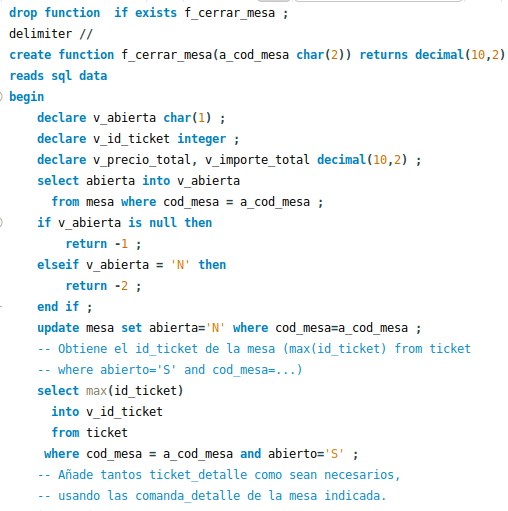 drop function  if exists f_cerrar_mesa ;
delimiter //
create function f_cerrar_mesa(a_cod_mesa char(2)) returns decimal(10,2)
reads sql data
begin
    declare v_abierta char(1) ;
    declare v_id_ticket integer ;
    declare v_precio_total, v_importe_total decimal(10,2) ;
    select abierta into v_abierta
      from mesa where cod_mesa = a_cod_mesa ;
    if v_abierta is null then
        return -1 ;
    elseif v_abierta = 'N' then
        return -2 ;
    end if ;
    update mesa set abierta='N' where cod_mesa=a_cod_mesa ;
    -- Obtiene el id_ticket de la mesa (max(id_ticket) from ticket
    -- where abierto='S' and cod_mesa=...)
    select max(id_ticket)
      into v_id_ticket
      from ticket
     where cod_mesa = a_cod_mesa and abierto='S' ;
    -- Añade tantos ticket_detalle como sean necesarios,
    -- usando las comanda_detalle de la mesa indicada.